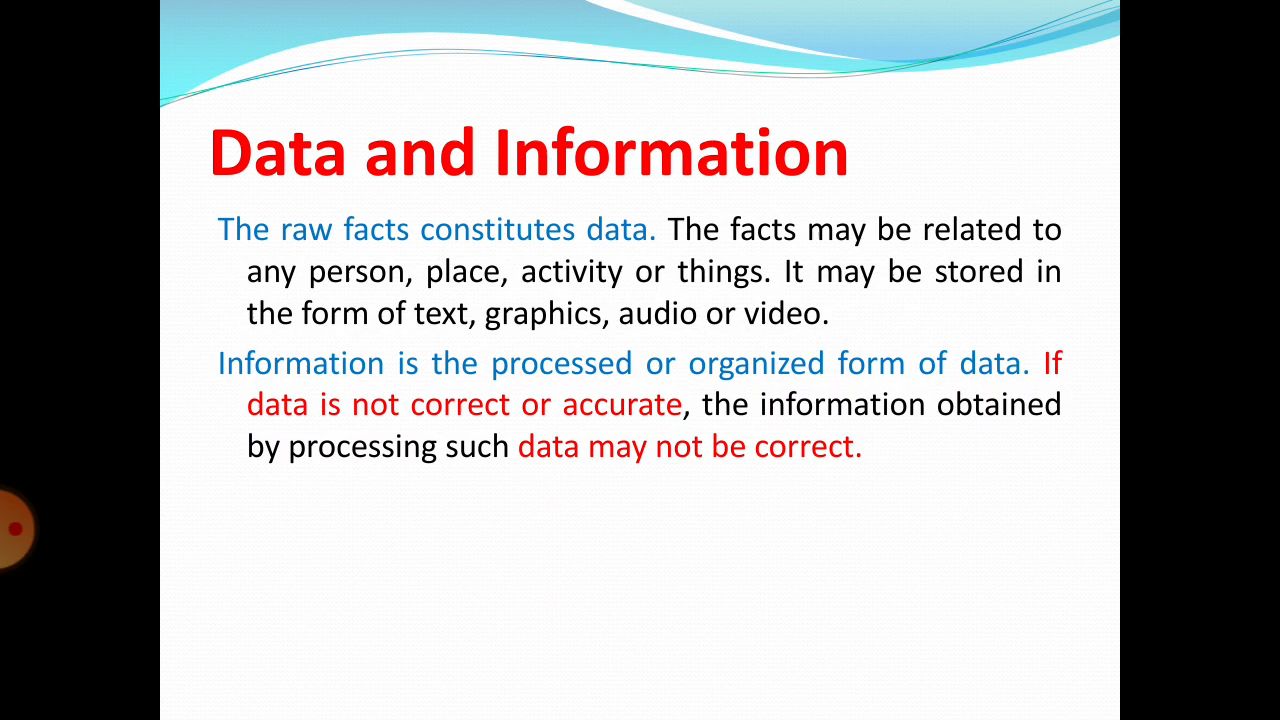 Data and Information
The raw facts constitutes data. The facts may be related to
any person, place, activity or things. It may be stored in
the form of text, graphics, audio or video.
Information is the processed or organized form of data. If
data is not correct or accurate, the information obtained
by processing such data may not be correct.